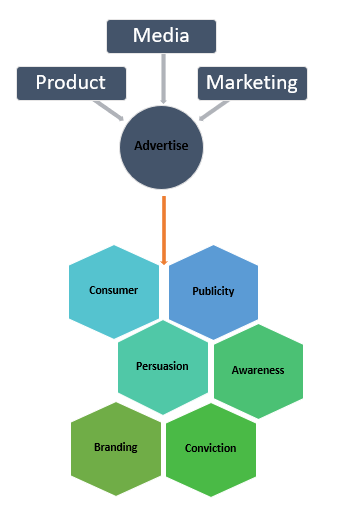 Media
Product
Marketing
Advertise
Consumer
Publicity
Persuasion
Awareness
Branding
Conviction